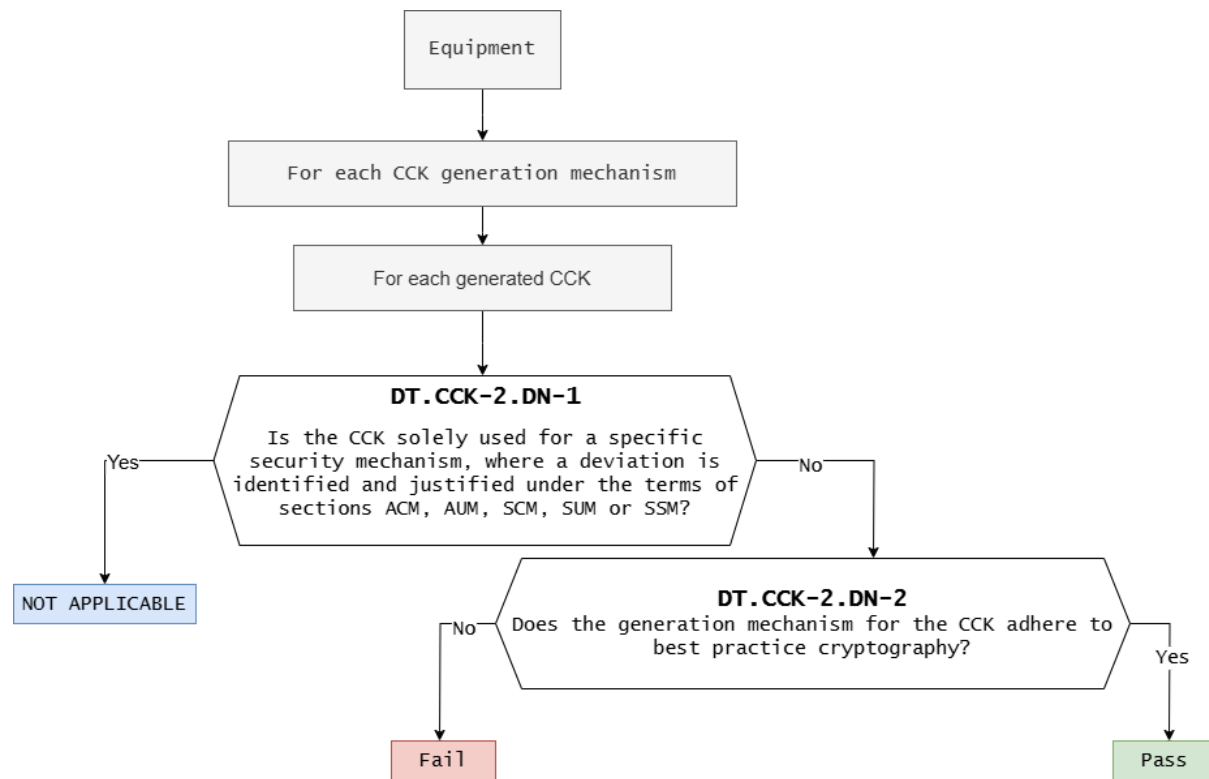 Equipment
For each CCK generation mechanism
For each generated CCK
DT.CCK-2.DN-1
Is the CCK solely used for a specific
security mechanism, where a deviation is
identified and justified under the terms of
sections ACM, AUM, SCM, SUM or SSM?
Yes
No
NOT APPLICABLE
DT.CCK-2.DN-2
Does the generation mechanism for the CCK adhere to
best practice cryptography?
No
Yes
Fail
Pass